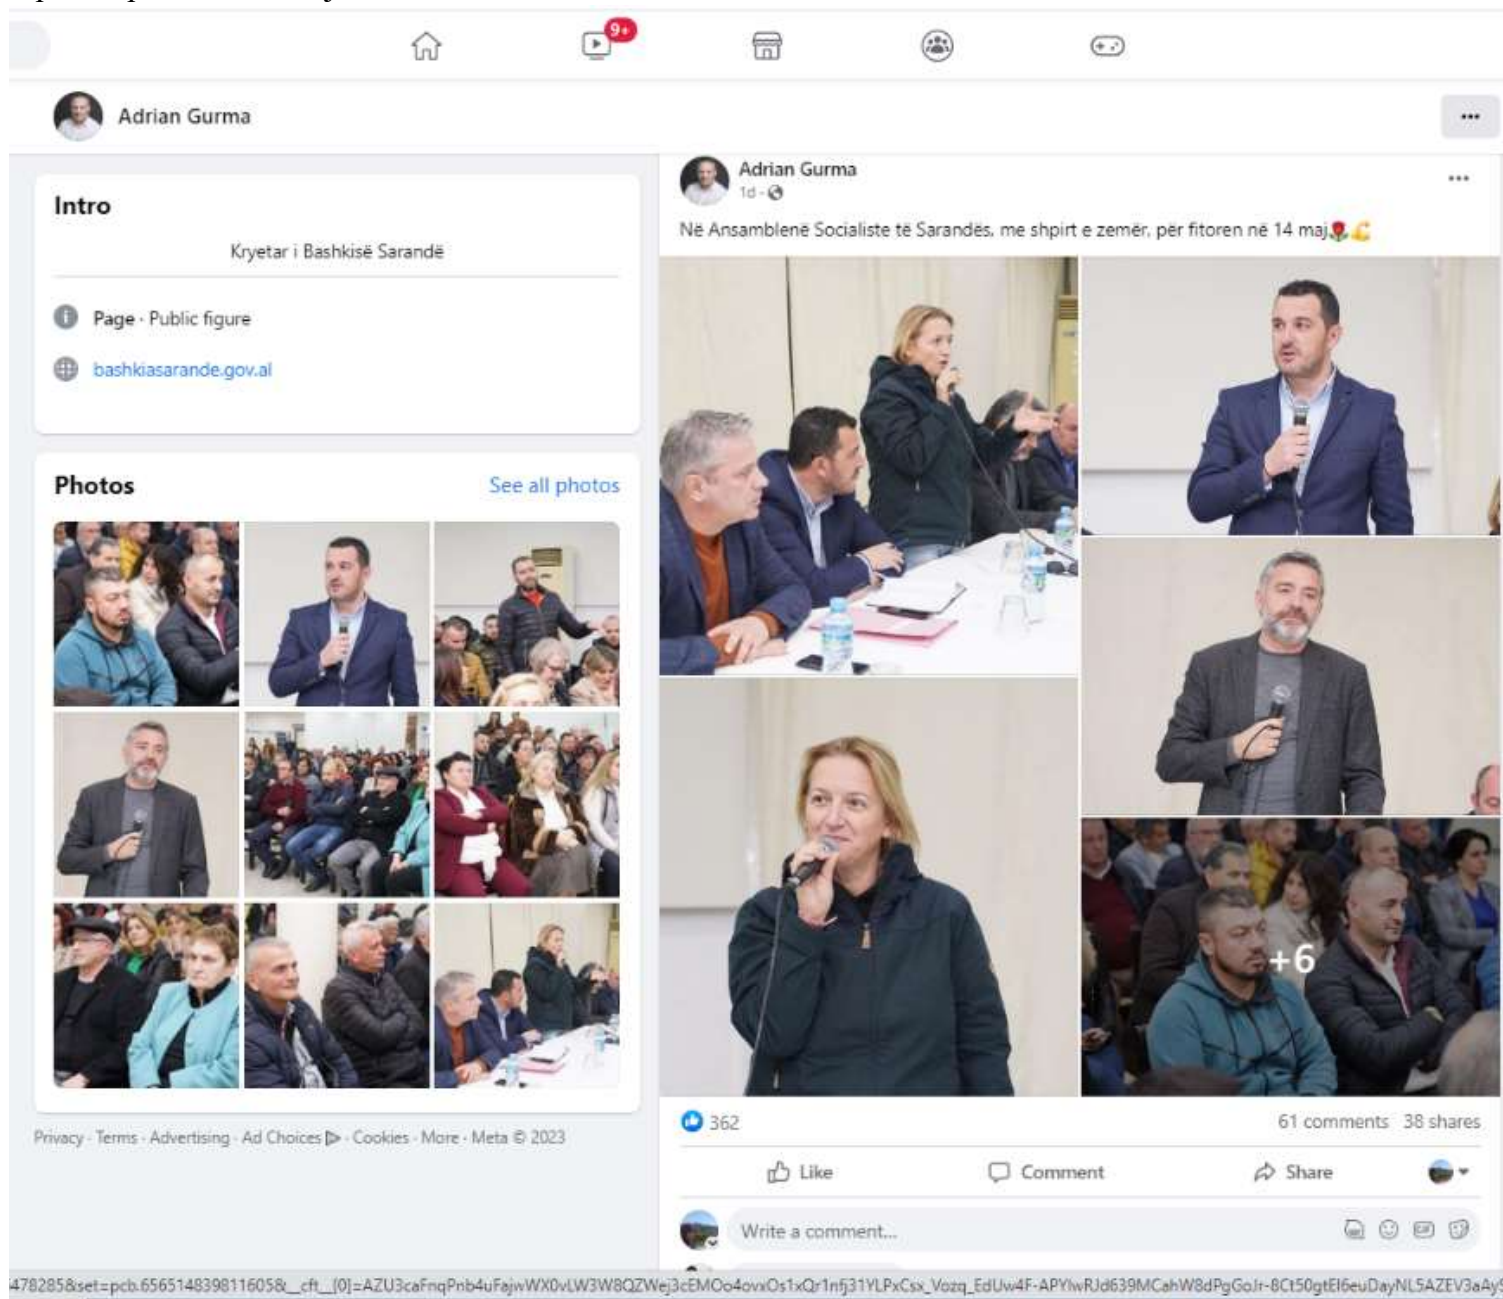 9+
Adrian Gurma
Intro
Kryetar i Bashkisë Sarandë
Page · Public figure
bashkiasarande.gov.al
Photos
See all photos
Privacy · Terms · Advertising · Ad Choices · Cookies · More · Meta © 2023
Adrian Gurma
1d ·
Në Ansamblenë Socialiste të Sarandës, me shpirt e zemër, për fitoren në 14 maj🌹💪
+6
362
61 comments 38 shares
Like Comment Share
Write a comment...
GIF